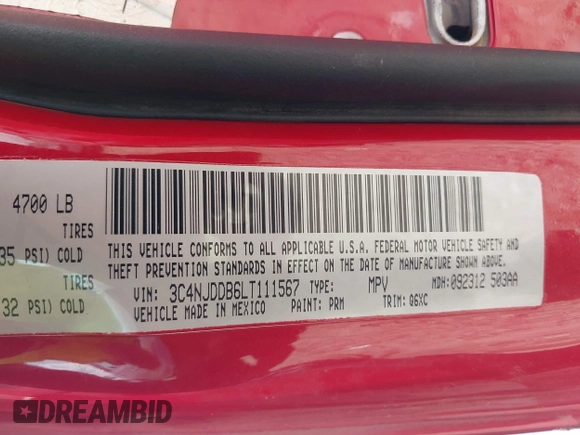 4700 LB
TIRES
35 PSI) COLD
TIRES
32 PSI) COLD
THIS VEHICLE CONFORMS TO ALL APPLICABLE U.S.A. FEDERAL MOTOR VEHICLE SAFETY AND
THEFT PREVENTION STANDARDS IN EFFECT ON THE DATE OF MANUFACTURE SHOWN ABOVE.
VIN: 3C4NJDDB6LT111567 TYPE: MPV MDH: 092312 503AA
VEHICLE MADE IN MEXICO PAINT: PRM TRIM: Q6XC
DREAMBID